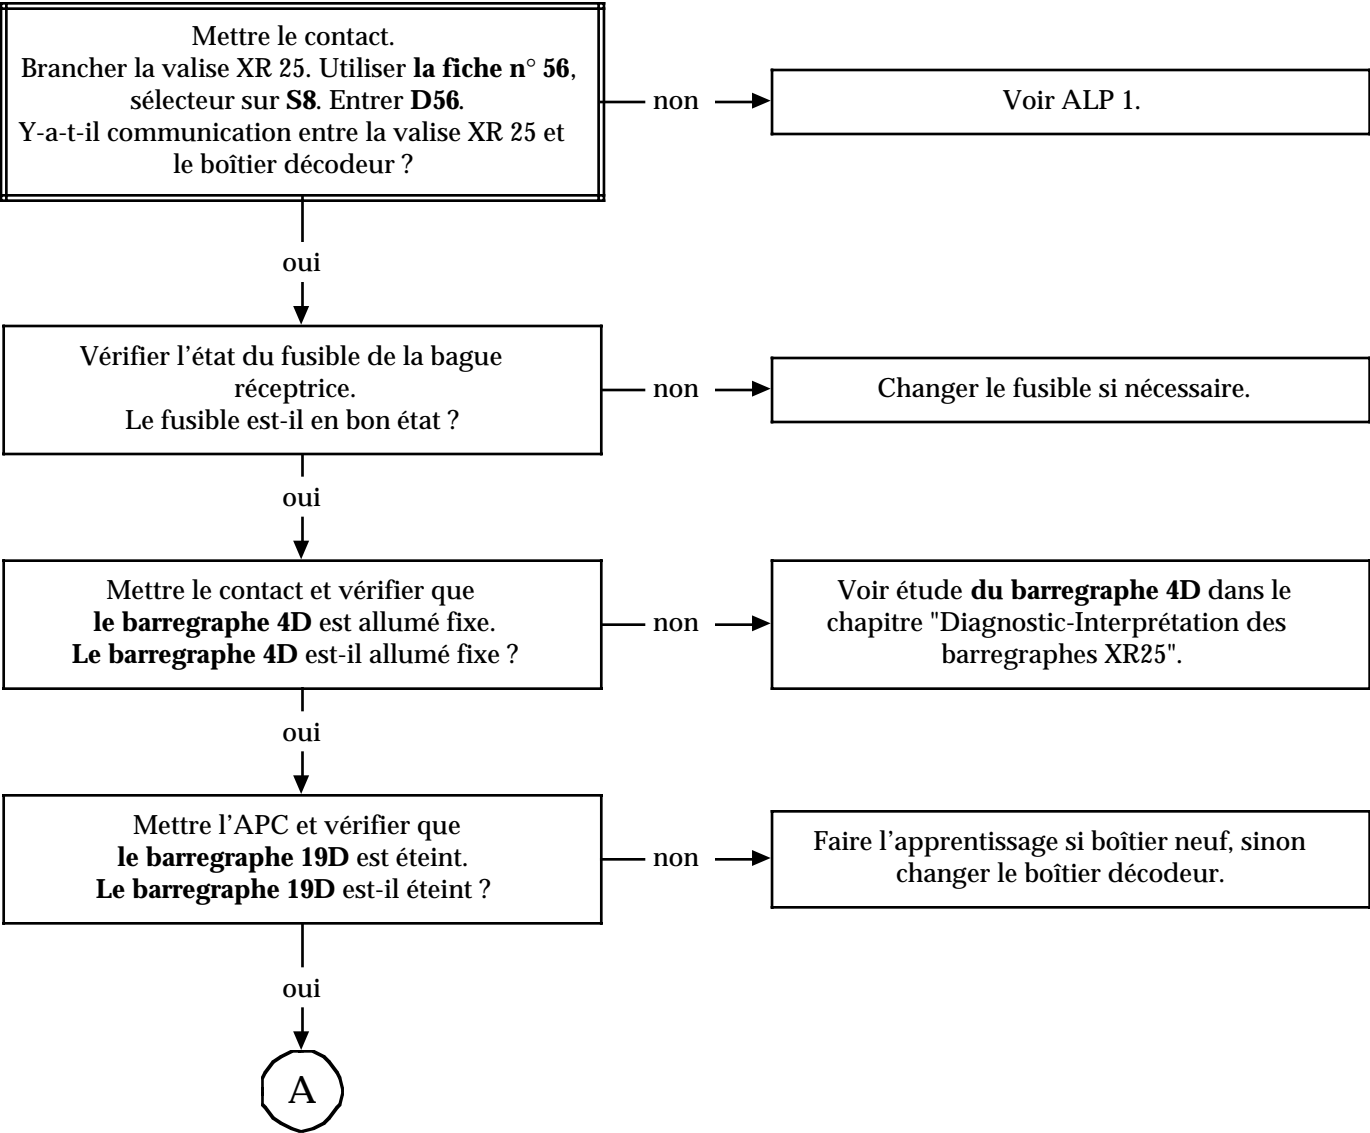 Mettre le contact.
Brancher la valise XR 25. Utiliser la fiche n° 56,
sélecteur sur S8. Entrer D56.
Y-a-t-il communication entre la valise XR 25 et
le boîtier décodeur ?
non
Voir ALP 1.
oui
Vérifier l'état du fusible de la bague
réceptrice.
Le fusible est-il en bon état ?
non
Changer le fusible si nécessaire.
oui
Mettre le contact et vérifier que
le barregraphe 4D est allumé fixe.
Le barregraphe 4D est-il allumé fixe ?
non
Voir étude du barregraphe 4D dans le
chapitre "Diagnostic-Interprétation des
barregraphes XR25".
oui
Mettre l'APC et vérifier que
le barregraphe 19D est éteint.
Le barregraphe 19D est-il éteint ?
non
Faire l'apprentissage si boîtier neuf, sinon
changer le boîtier décodeur.
oui
A